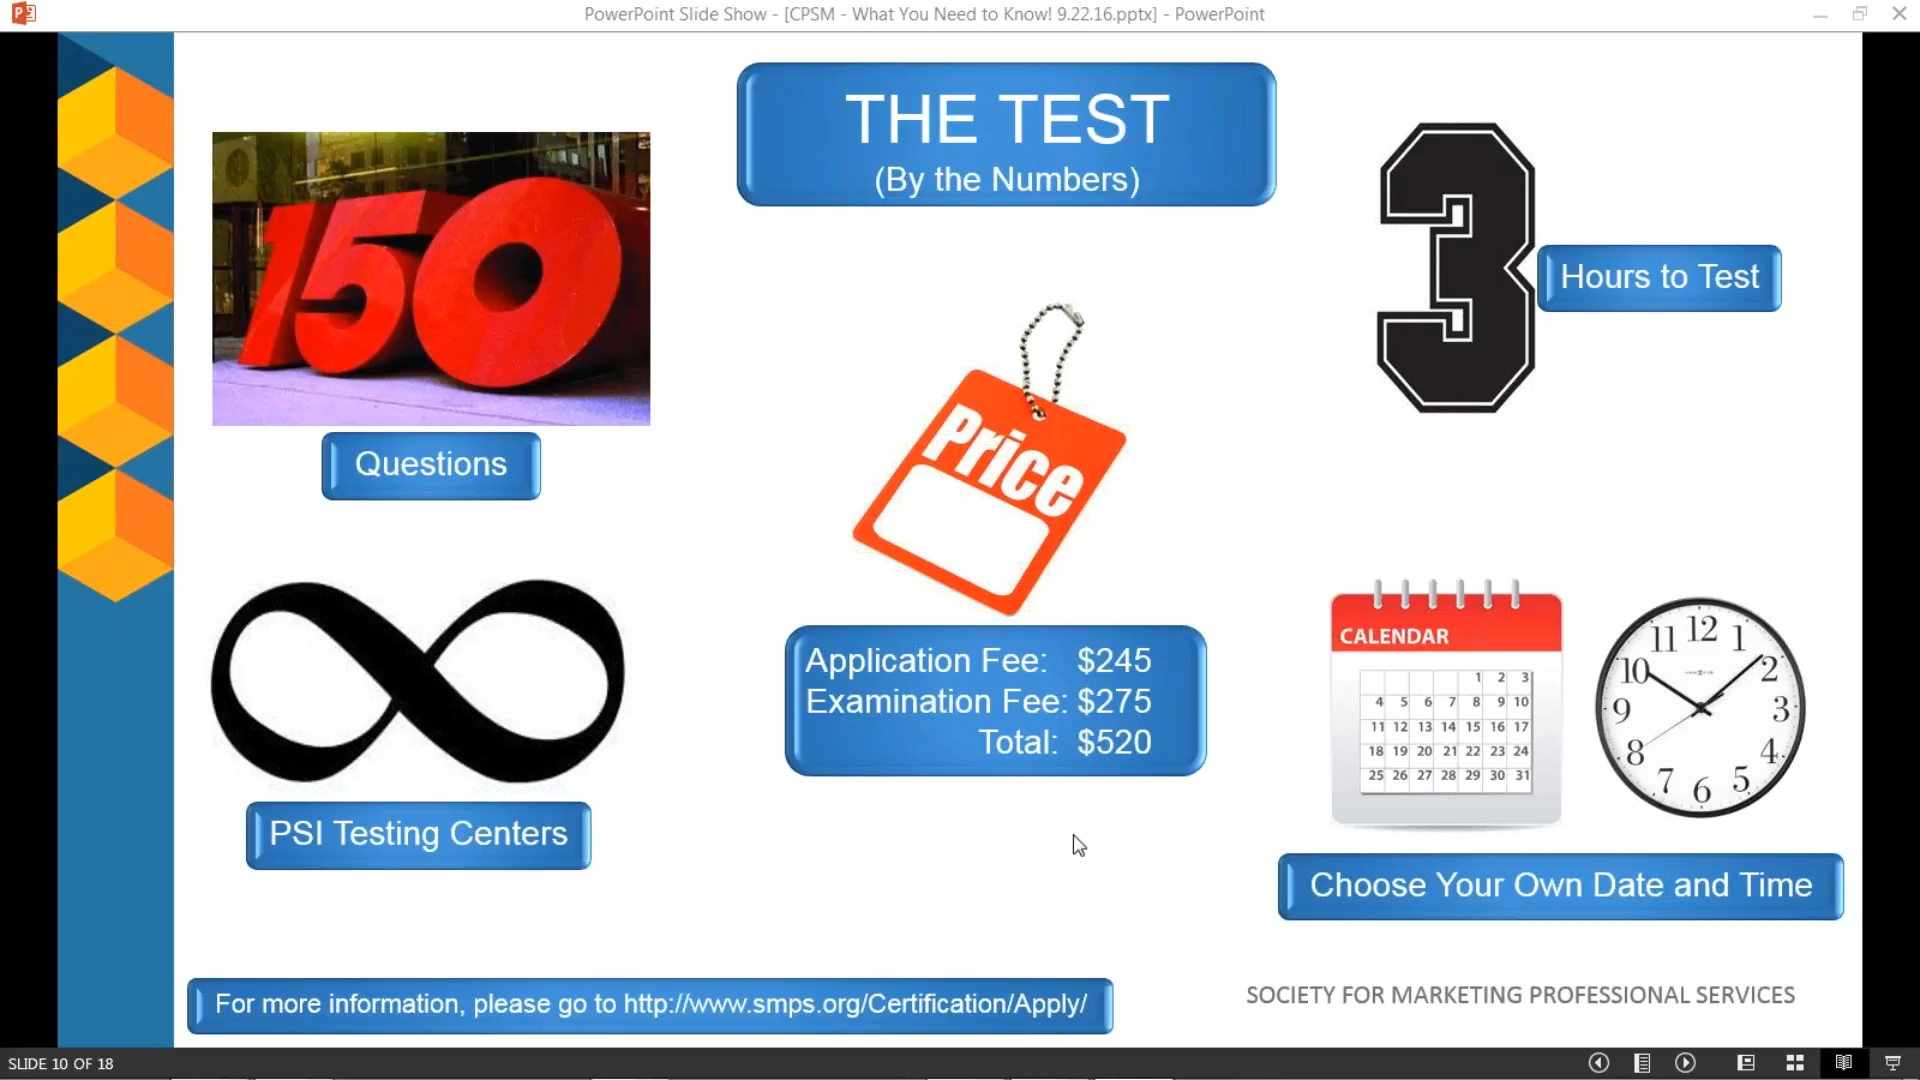 PowerPoint Slide Show - [CPSM - What You Need to Know! 9.22.16.pptx] - PowerPoint
THE TEST
(By the Numbers)
150
Questions
3
Hours to Test
Price
Application Fee: $245
Examination Fee: $275
Total: $520
PSI Testing Centers
CALENDAR
1 2 3
4 5 6 7 8 9 10
11 12 13 14 15 16 17
18 19 20 21 22 23 24
25 26 27 28 29 30 31
12
11 1
10 2
9 3
8 4
7 5
6
Choose Your Own Date and Time
For more information, please go to http://www.smps.org/Certification/Apply/
SOCIETY FOR MARKETING PROFESSIONAL SERVICES
SLIDE 10 OF 18